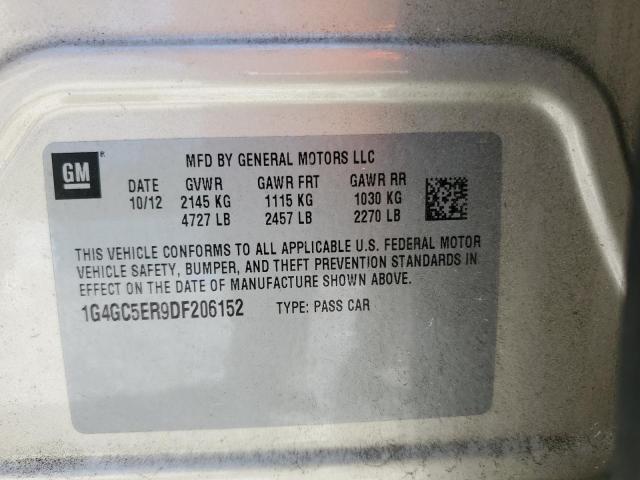 GM ®
MFD BY GENERAL MOTORS LLC
DATE GVWR GAWR FRT GAWR RR
10/12 2145 KG 1115 KG 1030 KG
4727 LB 2457 LB 2270 LB
THIS VEHICLE CONFORMS TO ALL APPLICABLE U.S. FEDERAL MOTOR
VEHICLE SAFETY, BUMPER, AND THEFT PREVENTION STANDARDS IN
EFFECT ON THE DATE OF MANUFACTURE SHOWN ABOVE.
1G4GC5ER9DF206152 TYPE: PASS CAR